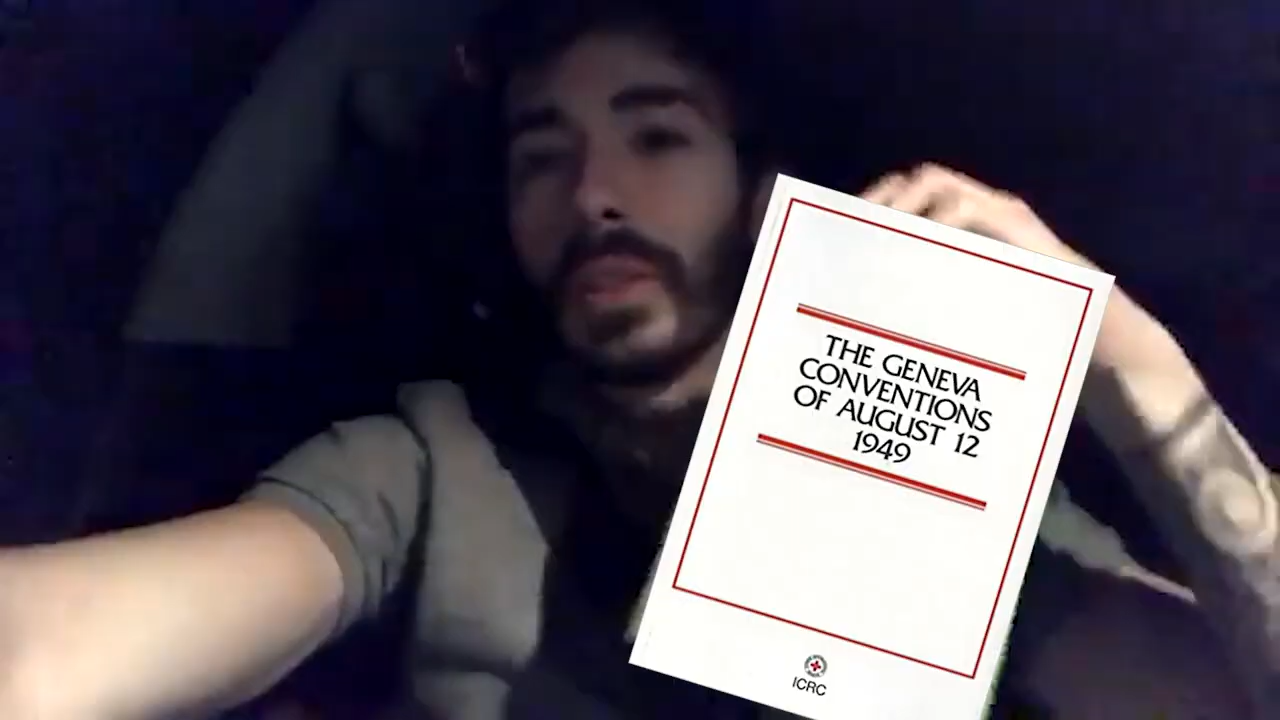 THE GENEVA
CONVENTIONS
OF AUGUST 12
1949
ICRC